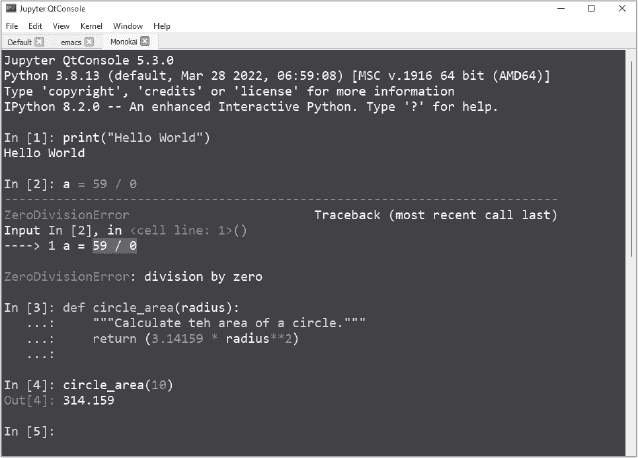 Jupyter QtConsole
File Edit View Kernel Window Help
Default emacs Monokai
Jupyter QtConsole 5.3.0
Python 3.8.13 (default, Mar 28 2022, 06:59:08) [MSC v.1916 64 bit (AMD64)]
Type 'copyright', 'credits' or 'license' for more information
IPython 8.2.0 -- An enhanced Interactive Python. Type '?' for help.
In [1]: print("Hello World")
Hello World
In [2]: a = 59 / 0
---------------------------------------------------------------------------
ZeroDivisionError                         Traceback (most recent call last)
Input In [2], in <cell line: 1>()
----> 1 a = 59 / 0
ZeroDivisionError: division by zero
In [3]: def circle_area(radius):
   ...:     """Calculate teh area of a circle."""
   ...:     return (3.14159 * radius**2)
   ...:
In [4]: circle_area(10)
Out[4]: 314.159
In [5]: